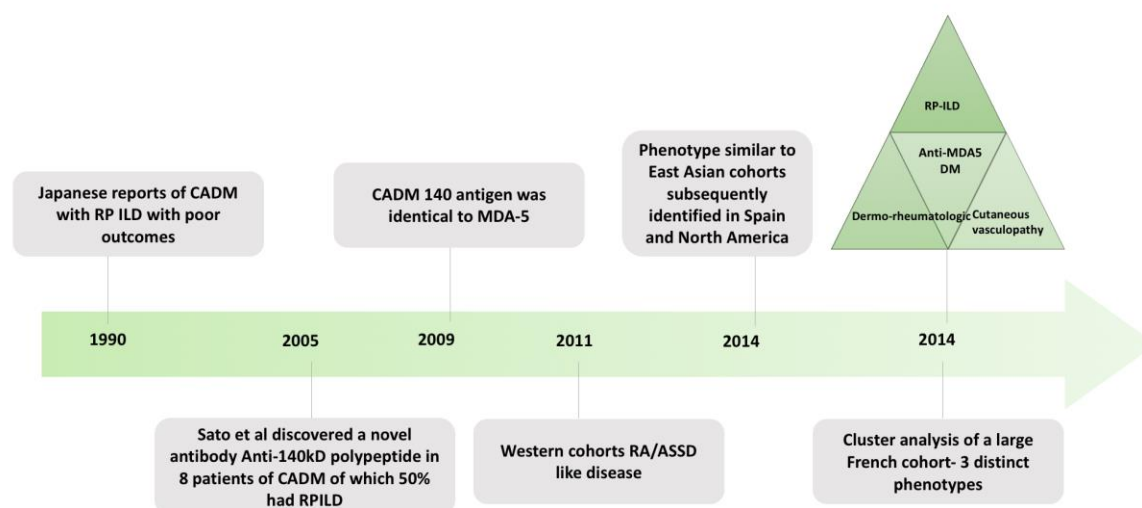 RP-ILD
Anti-MDA5
DM
Dermo-rheumatologic
Cutaneous
vasculopathy
Japanese reports of CADM
with RP ILD with poor
outcomes
CADM 140 antigen was
identical to MDA-5
Phenotype similar to
East Asian cohorts
subsequently
identified in Spain
and North America
1990
2005
2009
2011
2014
2014
Sato et al discovered a novel
antibody Anti-140kD polypeptide in
8 patients of CADM of which 50%
had RPILD
Western cohorts RA/ASSD
like disease
Cluster analysis of a large
French cohort- 3 distinct
phenotypes